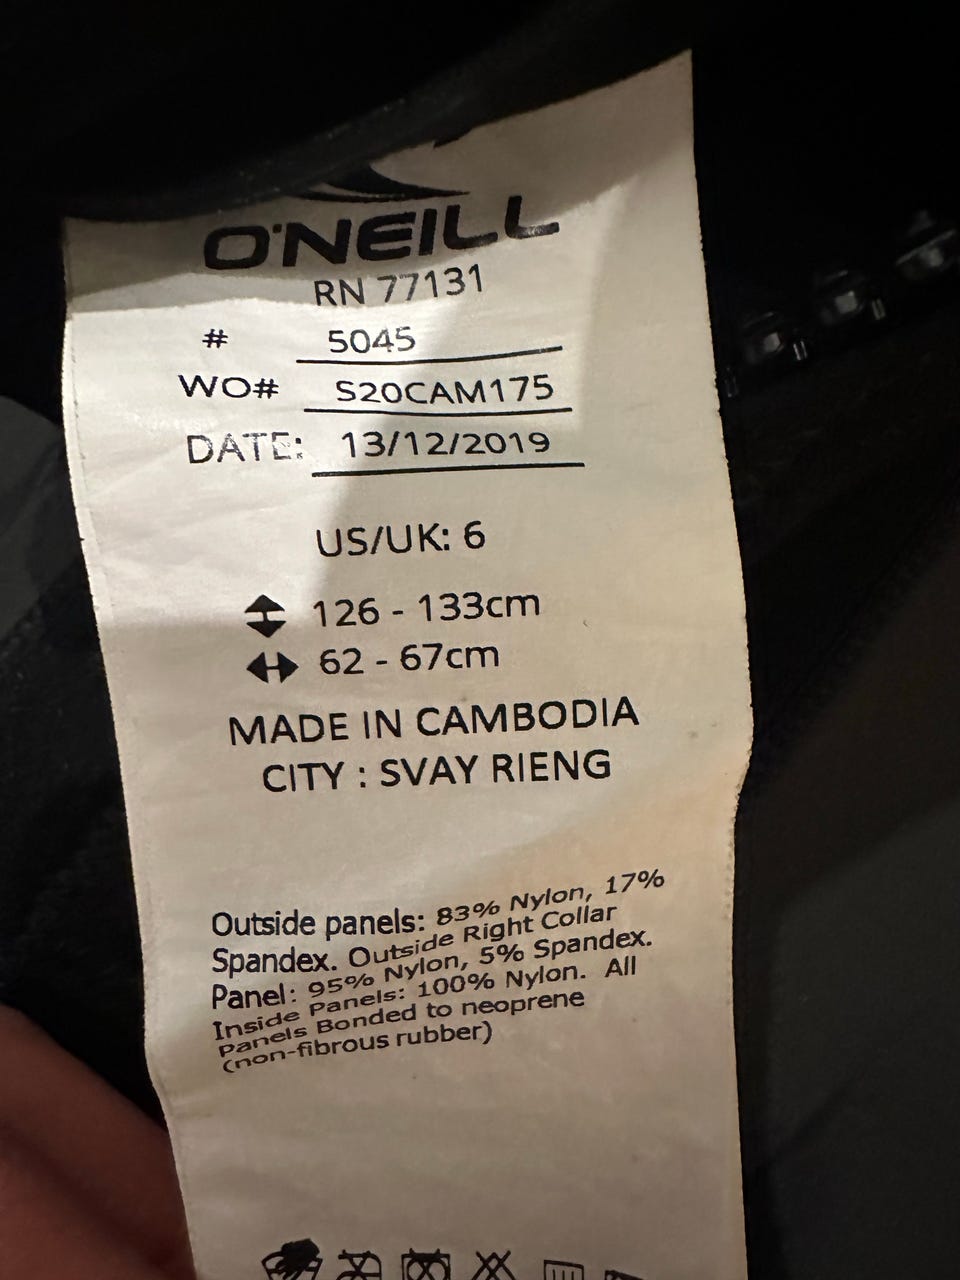 O'NEILL
RN 77131
# 5045
WO# S20CAM175
DATE: 13/12/2019
US/UK: 6
126 - 133cm
62 - 67cm
MADE IN CAMBODIA
CITY : SVAY RIENG
Outside panels: 83% Nylon, 17%
Spandex. Outside Right Collar
Panel: 95% Nylon, 5% Spandex.
Inside Panels: 100% Nylon. All
Panels Bonded to neoprene
(non-fibrous rubber)